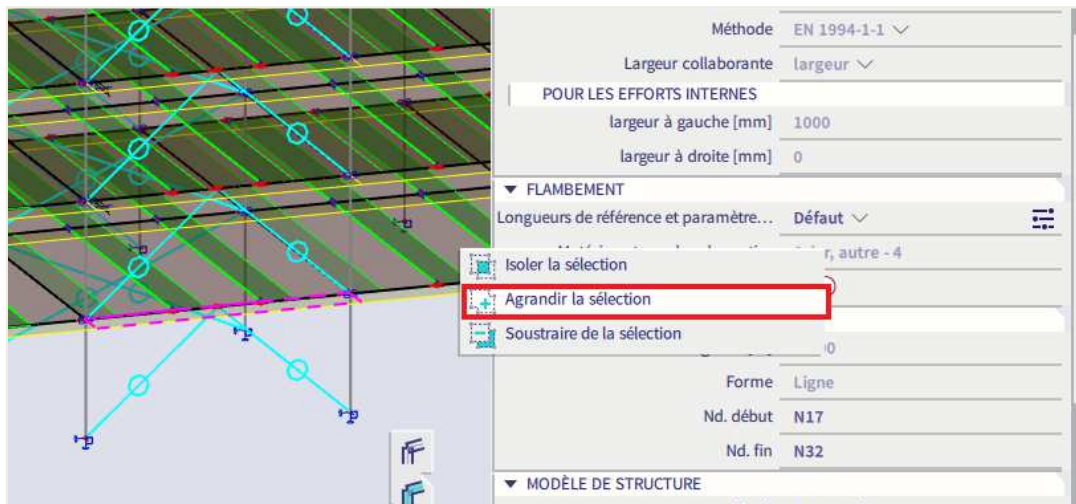 Méthode EN 1994-1-1
Largeur collaborante largeur
POUR LES EFFORTS INTERNES
largeur à gauche [mm] 1000
largeur à droite [mm] 0
FLAMBEMENT
Longueurs de référence et paramètre... Défaut
autre - 4
Isoler la sélection
Agrandir la sélection
Soustraire de la sélection
Forme Ligne
Nd. début N17
Nd. fin N32
MODÈLE DE STRUCTURE